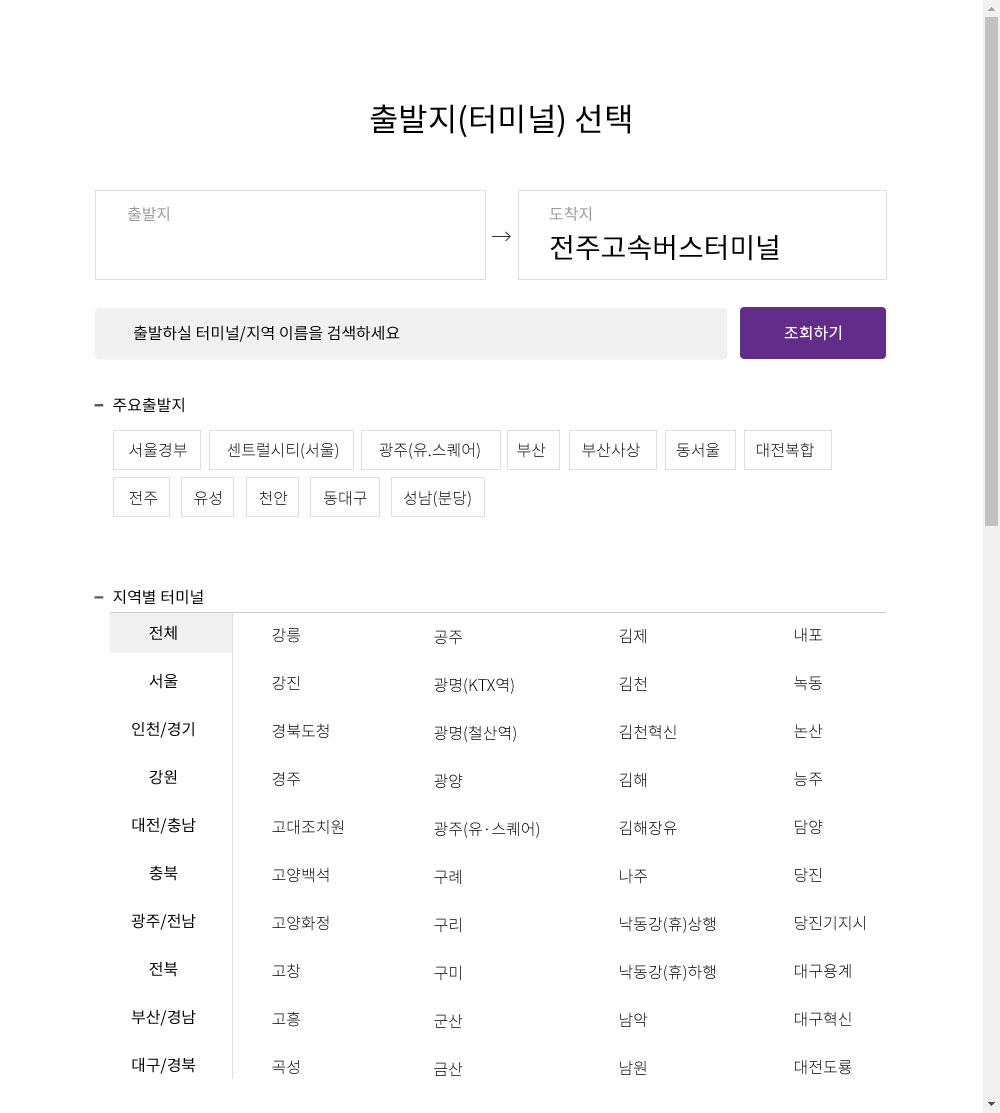 출발지(터미널) 선택
출발지
도착지
전주고속버스터미널
출발하실 터미널/지역 이름을 검색하세요
조회하기
주요출발지
서울경부 센트럴시티(서울) 광주(유.스퀘어) 부산 부산사상 동서울 대전복합
전주 유성 천안 동대구 성남(분당)
지역별 터미널
전체 강릉 공주 김제 내포
서울 강진 광명(KTX역) 김천 녹동
인천/경기 경북도청 광명(철산역) 김천혁신 논산
강원 경주 광양 김해 능주
대전/충남 고대조치원 광주(유·스퀘어) 김해장유 담양
충북 고양백석 구례 나주 당진
광주/전남 고양화정 구리 낙동강(휴)상행 당진기지시
전북 고창 구미 낙동강(휴)하행 대구용계
부산/경남 고흥 군산 남악 대구혁신
대구/경북 곡성 금산 남원 대전도룡